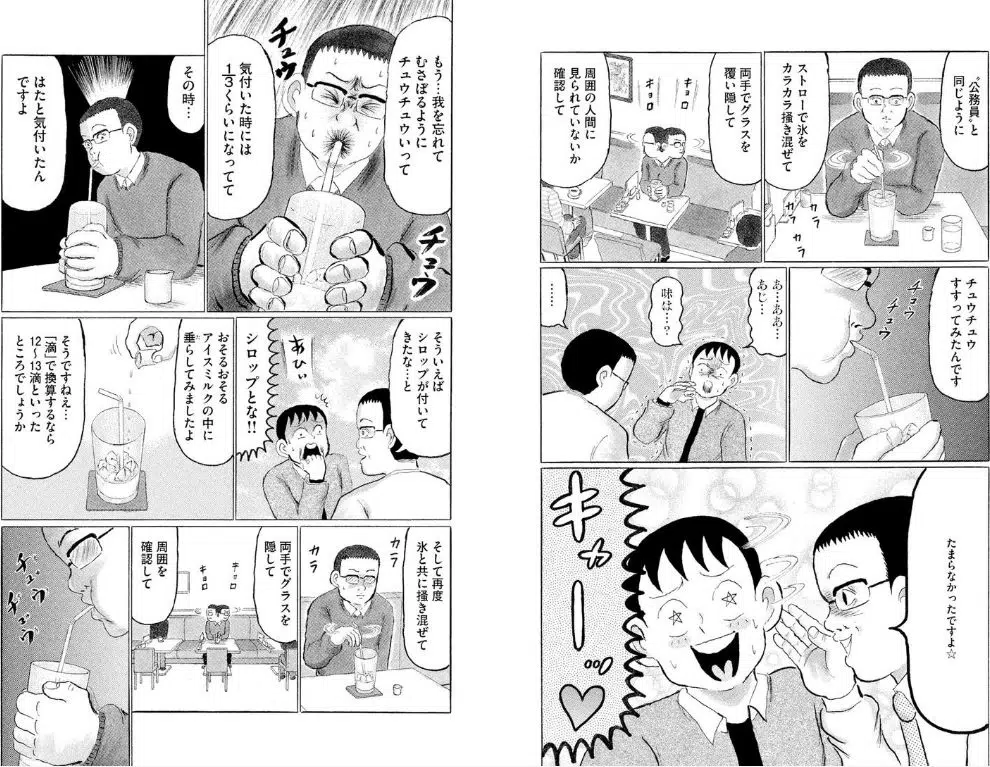 “公務員”と
同じように
ストローで氷を
カラカラ掻き混ぜて
カラ
カラ
カラ
両手でグラスを
覆い隠して
周囲の人間に
見られていないか
確認して
キョロ
キョロ
チュウチュウ
すすってみたんです
チュウ
チュウ
あ…ああ…
あじ…
味は…？
……
たまらなかったですよ☆
キャーーッ♡
もう…我を忘れて
むさぼるように
チュウチュウいって
気付いた時には
1/3くらいになってて
チュウ
チュウ
その時…
はたと気付いたん
ですよ
そういえば
シロップが付いて
きたな…と
あひぃ
シロップとな!!
おそるおそる
アイスミルクの中に
垂らしてみましたよ
そうですねえ…
「滴」で換算するなら
12〜13滴といった
ところでしょうか
そして再度
氷と共に掻き混ぜて
カラ
カラ
両手でグラスを
隠して
周囲を
確認して
キョロ
キョロ
チュウ
チュウ